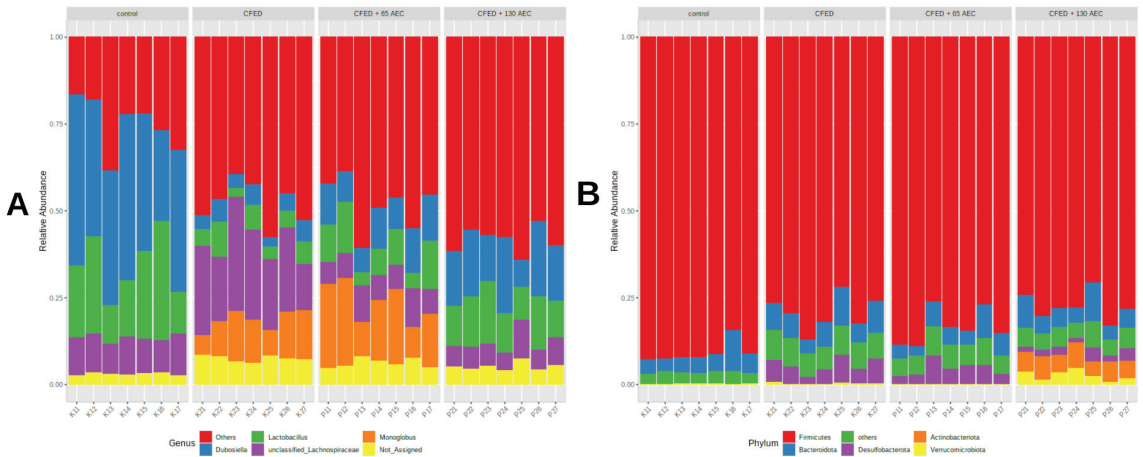 control CFED CFED + 65 AEC CFED + 130 AEC
1.00
0.75
0.50
0.25
0.00
Relative Abundance
A
K11 K12 K13 K14 K15 K16 K17 K21 K22 K23 K24 K25 K26 K27 P11 P12 P13 P14 P15 P16 P17 P21 P22 P23 P24 P25 P26 P27
Genus
Others Lactobacillus Monoglobus
Dubosiella unclassified_Lachnospiraceae Not_Assigned
control CFED CFED + 65 AEC CFED + 130 AEC
1.00
0.75
0.50
0.25
0.00
Relative Abundance
B
K11 K12 K13 K14 K15 K16 K17 K21 K22 K23 K24 K25 K26 K27 P11 P12 P13 P14 P15 P16 P17 P21 P22 P23 P24 P25 P26 P27
Phylum
Firmicutes others Actinobacteriota
Bacteroidota Desulfobacterota Verrucomicrobiota